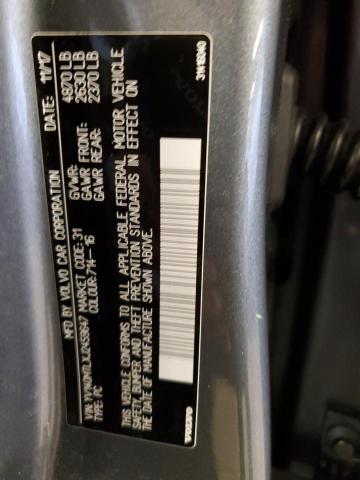 MFD BY VOLVO CAR CORPORATION DATE: 11/17
GVWR: 4870 LB
GAWR FRONT: 2630 LB
GAWR REAR: 2370 LB
MARKET CODE: 31
TYPE: PC COLOUR: 714-16
THIS VEHICLE CONFORMS TO ALL APPLICABLE FEDERAL MOTOR VEHICLE
SAFETY, BUMPER AND THEFT PREVENTION STANDARDS IN EFFECT ON
THE DATE OF MANUFACTURE SHOWN ABOVE.
VOLVO